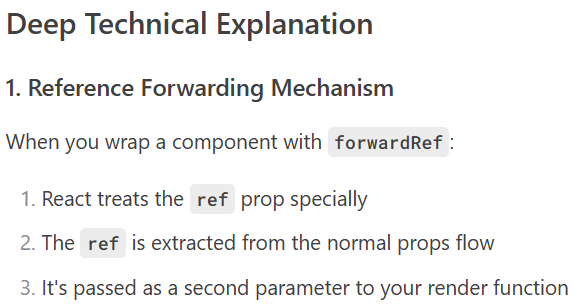 Deep Technical Explanation
1. Reference Forwarding Mechanism
When you wrap a component with forwardRef:
1. React treats the ref prop specially
2. The ref is extracted from the normal props flow
3. It's passed as a second parameter to your render function